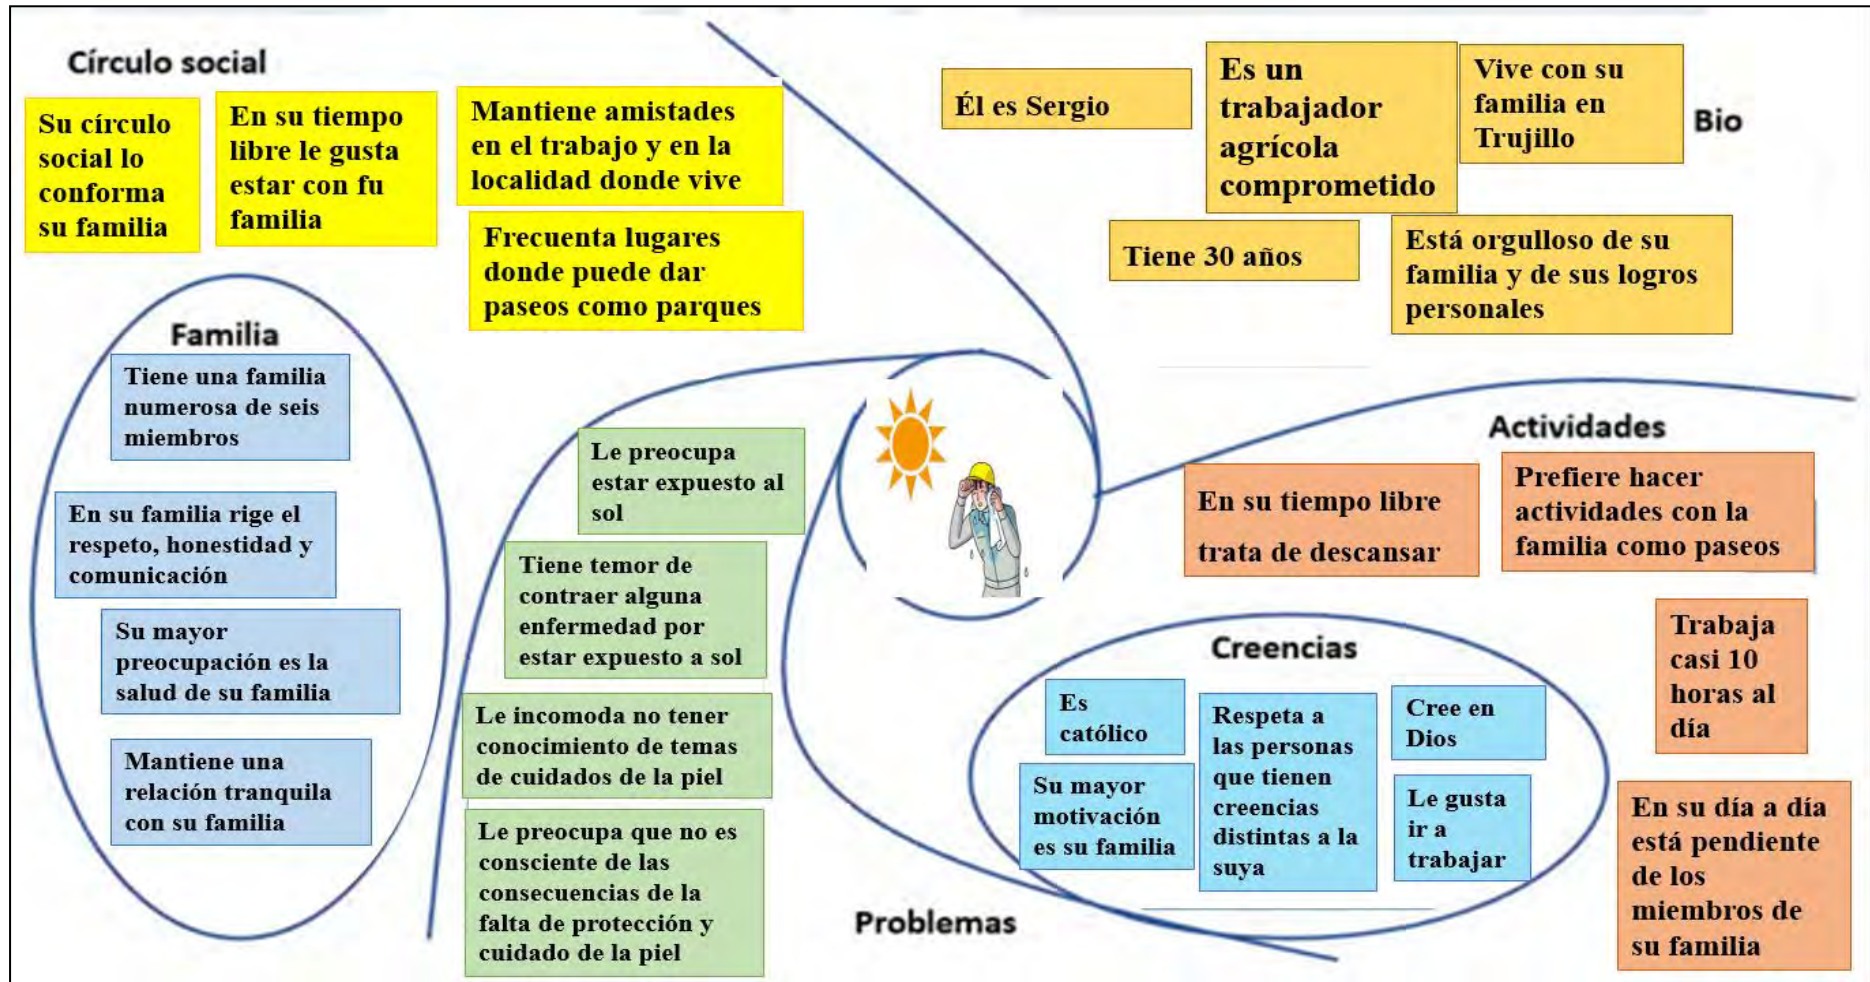 Círculo social
Su círculo
social lo
conforma
su familia
En su tiempo
libre le gusta
estar con fu
familia
Mantiene amistades
en el trabajo y en la
localidad donde vive
Frecuenta lugares
donde puede dar
paseos como parques
Bio
Él es Sergio
Es un
trabajador
agrícola
comprometido
Vive con su
familia en
Trujillo
Tiene 30 años
Está orgulloso de su
familia y de sus logros
personales
Familia
Tiene una familia
numerosa de seis
miembros
En su familia rige el
respeto, honestidad y
comunicación
Su mayor
preocupación es la
salud de su familia
Mantiene una
relación tranquila
con su familia
Le preocupa
estar expuesto al
sol
Tiene temor de
contraer alguna
enfermedad por
estar expuesto a sol
Le incomoda no tener
conocimiento de temas
de cuidados de la piel
Le preocupa que no es
consciente de las
consecuencias de la
falta de protección y
cuidado de la piel
Problemas
Actividades
En su tiempo libre
trata de descansar
Prefiere hacer
actividades con la
familia como paseos
Trabaja
casi 10
horas al
día
En su día a día
está pendiente
de los
miembros de
su familia
Creencias
Es
católico
Su mayor
motivación
es su familia
Respeta a
las personas
que tienen
creencias
distintas a la
suya
Cree en
Dios
Le gusta
ir a
trabajar